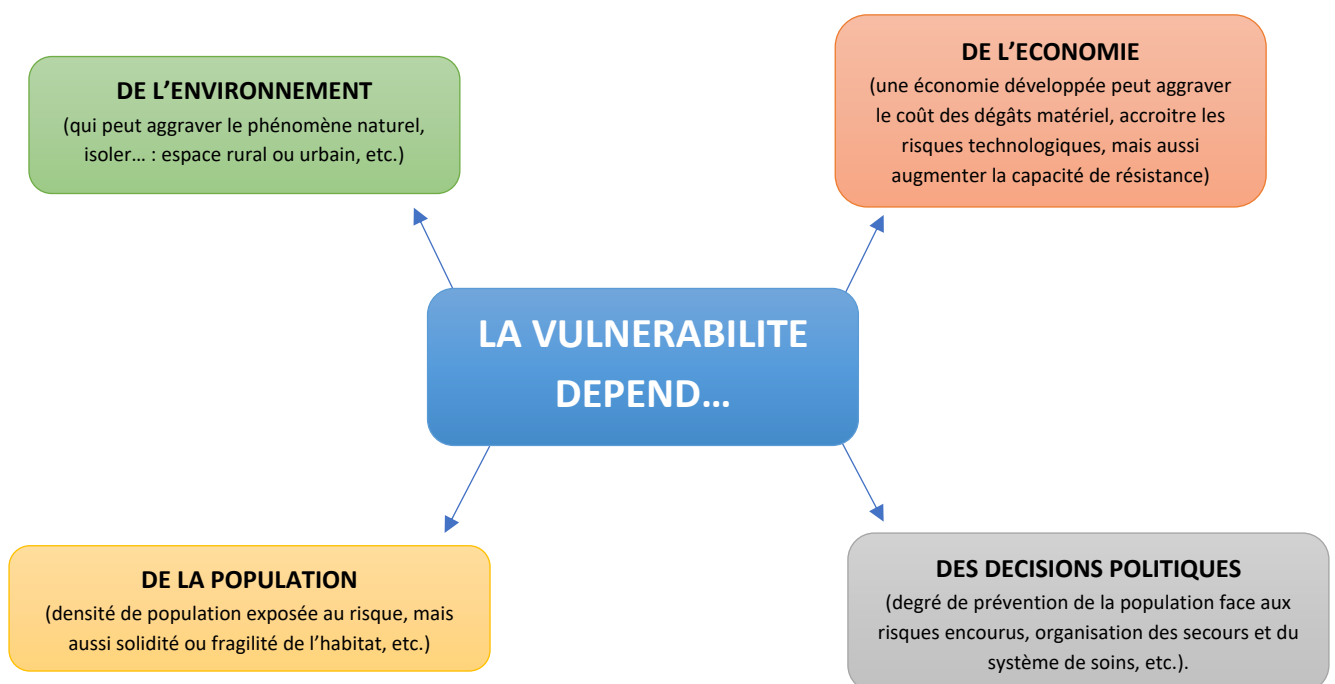 DE L'ENVIRONNEMENT
(qui peut aggraver le phénomène naturel,
isoler… : espace rural ou urbain, etc.)
DE L'ECONOMIE
(une économie développée peut aggraver
le coût des dégâts matériel, accroitre les
risques technologiques, mais aussi
augmenter la capacité de résistance)
LA VULNERABILITE
DEPEND…
DE LA POPULATION
(densité de population exposée au risque, mais
aussi solidité ou fragilité de l'habitat, etc.)
DES DECISIONS POLITIQUES
(degré de prévention de la population face aux
risques encourus, organisation des secours et du
système de soins, etc.).